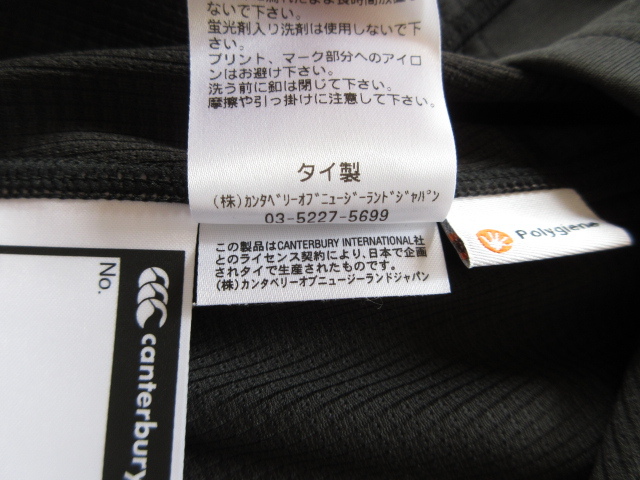 ないで下さい。
蛍光剤入り洗剤は使用しないで下さい。
プリント、マーク部分へのアイロ
ンはお避け下さい。
洗う前に釦は閉じて下さい。
摩擦や引っ掛けに注意して下さい。
タイ製
(株)カンタベリーオブニュージーランドジャパン
03-5227-5699
この製品はCANTERBURY INTERNATIONAL社
とのライセンス契約により、日本で企画
されタイで生産されたものです。
(株)カンタベリーオブニュージーランドジャパン
Polygiene
No.
canterbury